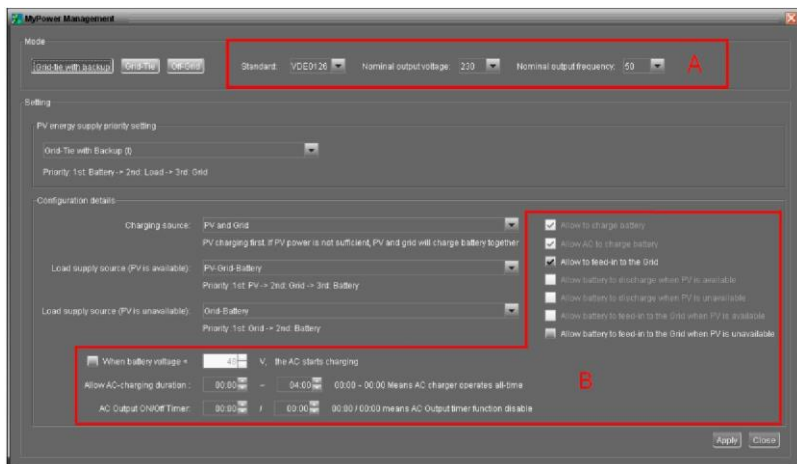 MyPower Management
Mode
Grid-tie with backup Grid-Tie Off-Grid Standard: VDE0126 Nominal output voltage: 230 Nominal output frequency: 50 A
Setting
PV energy supply priority setting
Grid-Tie with Backup (I)
Priority: 1st: Battery -> 2nd: Load -> 3rd: Grid
Configuration details
Charging source: PV and Grid
PV charging first. If PV power is not sufficient, PV and grid will charge battery together
Load supply source (PV is available): PV-Grid-Battery
Priority: 1st: PV -> 2nd: Grid -> 3rd: Battery
Load supply source (PV is unavailable): Grid-Battery
Priority: 1st: Grid -> 2nd: Battery
Allow to charge battery
Allow AC to charge battery
Allow to feed-in to the Grid
Allow battery to discharge when PV is available
Allow battery to discharge when PV is unavailable
Allow battery to feed-in to the Grid when PV is available
Allow battery to feed-in to the Grid when PV is unavailable
When battery voltage < V, the AC starts charging
Allow AC-charging duration : 00:00 ~ 04:00 00:00 - 00:00 Means AC charger operates all-time
B
AC Output ON/Off Timer: 00:00 / 00:00 00:00 / 00:00 means AC Output timer function disable
Apply Close